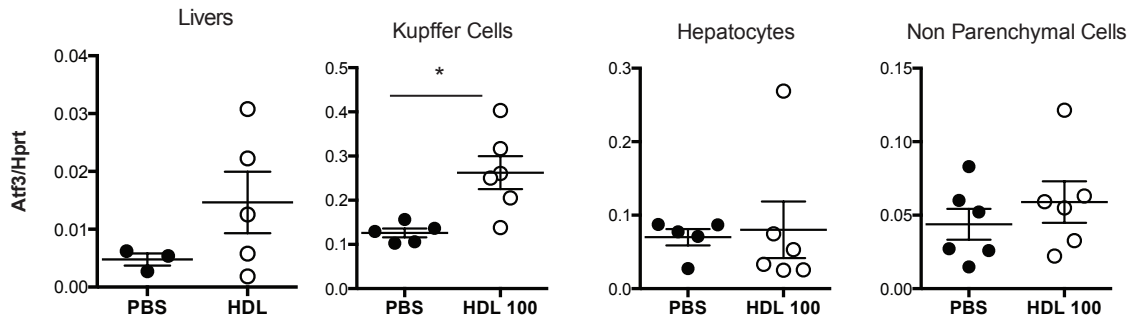 Livers
Kupffer Cells
Hepatocytes
Non Parenchymal Cells
Atf3/Hprt
0.04
0.03
0.02
0.01
0.00
PBS
HDL
0.5
0.4
0.3
0.2
0.1
0.0
*
PBS
HDL 100
0.3
0.2
0.1
0.0
PBS
HDL 100
0.15
0.10
0.05
0.00
PBS
HDL 100